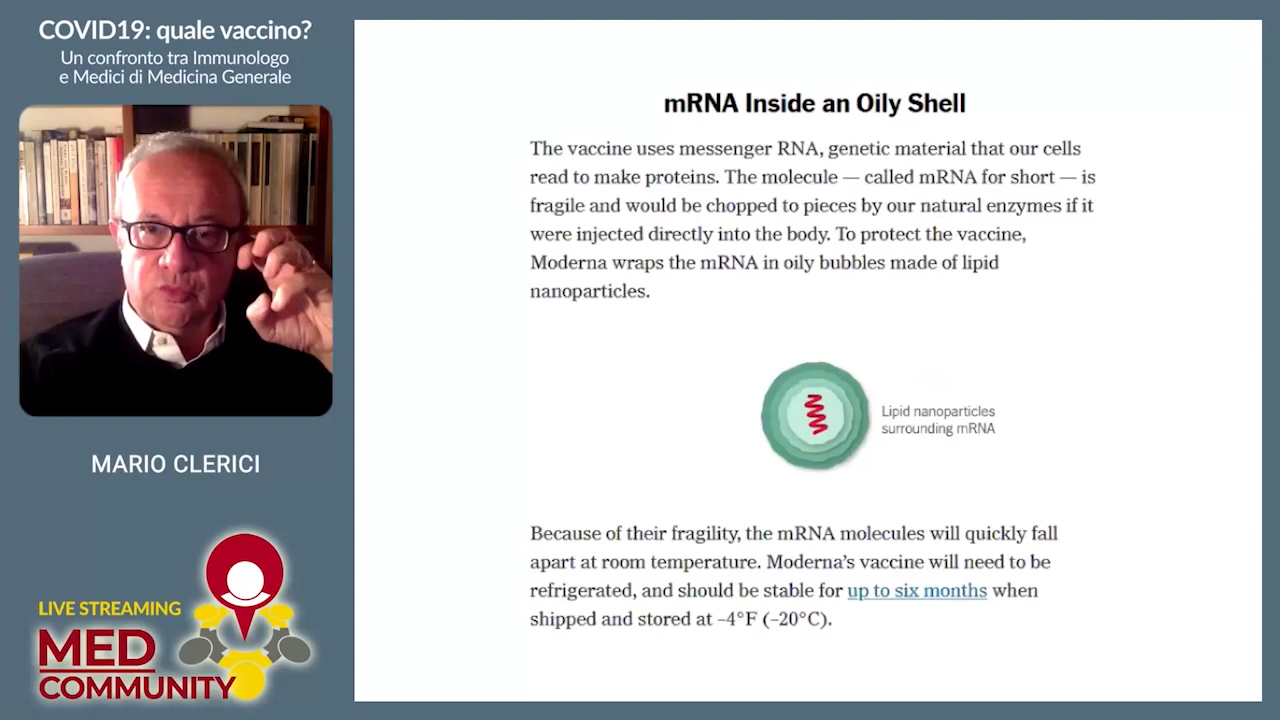 COVID19: quale vaccino?
Un confronto tra Immunologo
e Medici di Medicina Generale
MARIO CLERICI
LIVE STREAMING
MED
COMMUNITY
mRNA Inside an Oily Shell
The vaccine uses messenger RNA, genetic material that our cells
read to make proteins. The molecule — called mRNA for short — is
fragile and would be chopped to pieces by our natural enzymes if it
were injected directly into the body. To protect the vaccine,
Moderna wraps the mRNA in oily bubbles made of lipid
nanoparticles.
Lipid nanoparticles
surrounding mRNA
Because of their fragility, the mRNA molecules will quickly fall
apart at room temperature. Moderna’s vaccine will need to be
refrigerated, and should be stable for up to six months when
shipped and stored at –4°F (–20°C).